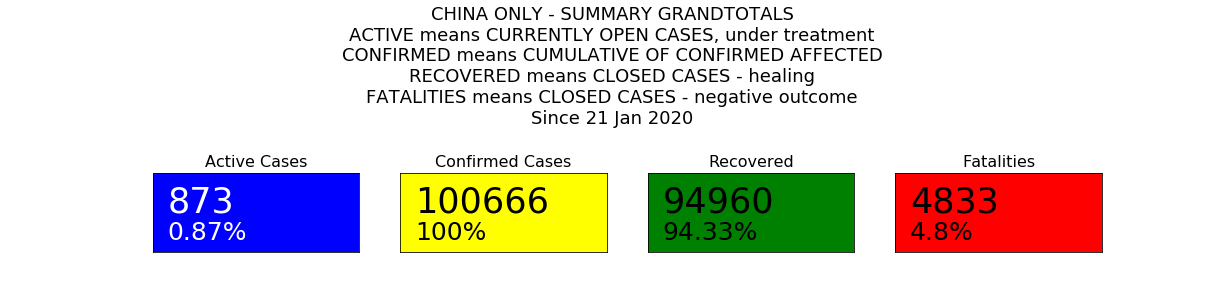 CHINA ONLY - SUMMARY GRANDTOTALS
ACTIVE means CURRENTLY OPEN CASES, under treatment
CONFIRMED means CUMULATIVE OF CONFIRMED AFFECTED
RECOVERED means CLOSED CASES - healing
FATALITIES means CLOSED CASES - negative outcome
Since 21 Jan 2020
Active Cases
873
0.87%
Confirmed Cases
100666
100%
Recovered
94960
94.33%
Fatalities
4833
4.8%